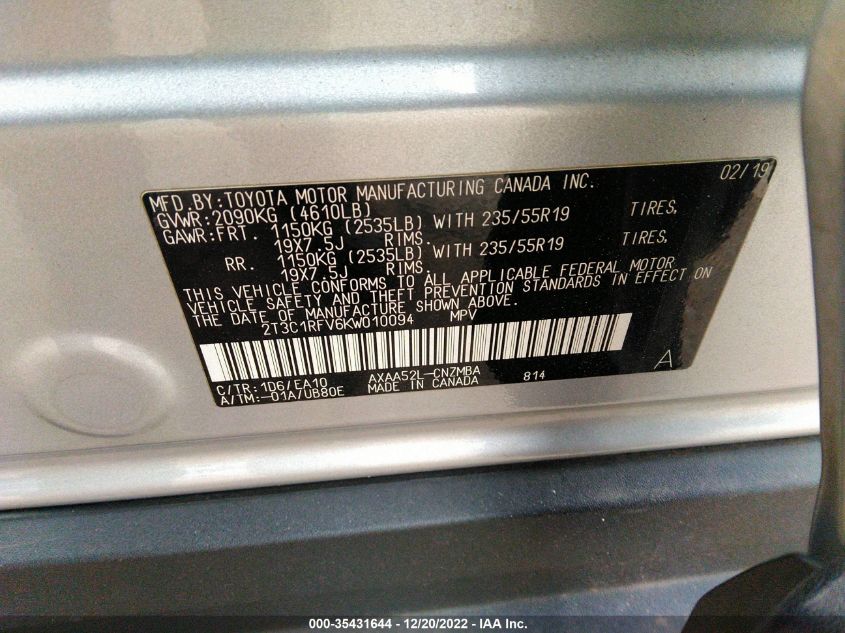 02/19
MFD.BY:TOYOTA MOTOR MANUFACTURING CANADA INC.
GVWR:2090KG (4610LB)
GAWR:FRT. 1150KG (2535LB) WITH 235/55R19 TIRES,
19X7.5J RIMS.
RR. 1150KG (2535LB) WITH 235/55R19 TIRES,
19X7.5J RIMS.
THIS VEHICLE CONFORMS TO ALL APPLICABLE FEDERAL MOTOR
VEHICLE SAFETY AND THEFT PREVENTION STANDARDS IN EFFECT ON
THE DATE OF MANUFACTURE SHOWN ABOVE.
2T3C1RFV6KW010094 MPV
A
C/TR:1D6/EA10 AXAA52L-CNZMBA 814
A/TM:-01A/UB80E MADE IN CANADA
000-35431644 - 12/20/2022 - IAA Inc.